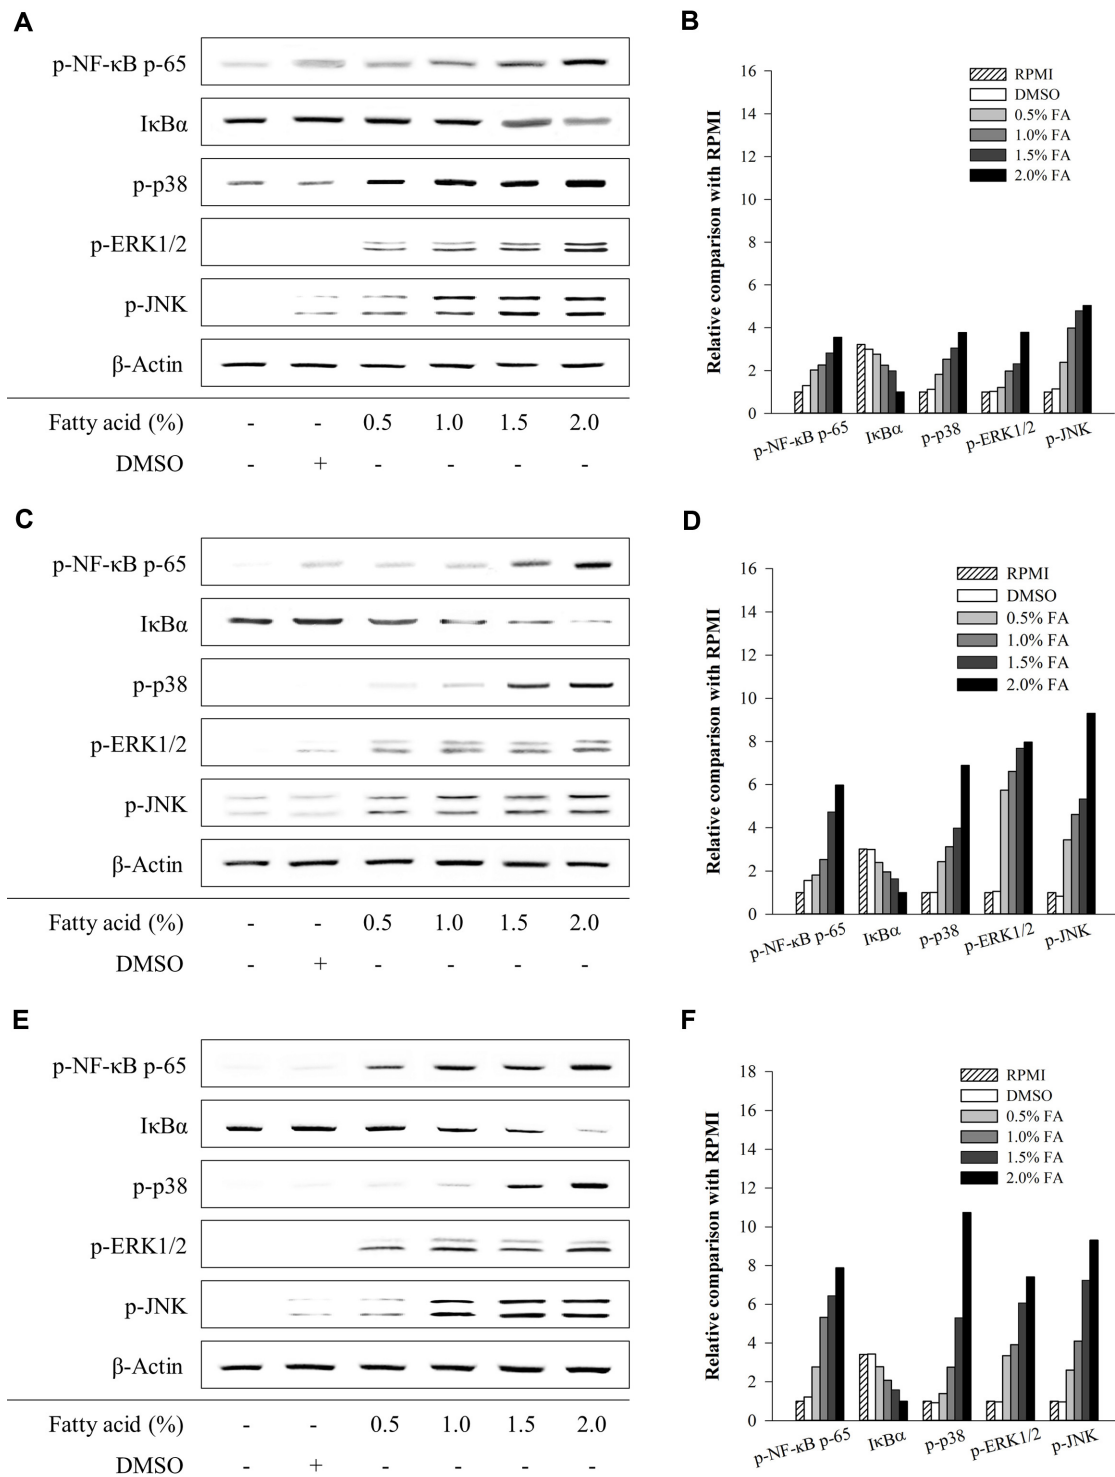 A
p-NF-κB p-65
IκBα
p-p38
p-ERK1/2
p-JNK
β-Actin
Fatty acid (%) - - 0.5 1.0 1.5 2.0
DMSO - + - - - -
B
Relative comparison with RPMI
16
14
12
10
8
6
4
2
0
RPMI
DMSO
0.5% FA
1.0% FA
1.5% FA
2.0% FA
p-NF-κB p-65 IκBα p-p38 p-ERK1/2 p-JNK
C
p-NF-κB p-65
IκBα
p-p38
p-ERK1/2
p-JNK
β-Actin
Fatty acid (%) - - 0.5 1.0 1.5 2.0
DMSO - + - - - -
D
Relative comparison with RPMI
16
14
12
10
8
6
4
2
0
RPMI
DMSO
0.5% FA
1.0% FA
1.5% FA
2.0% FA
p-NF-κB p-65 IκBα p-p38 p-ERK1/2 p-JNK
E
p-NF-κB p-65
IκBα
p-p38
p-ERK1/2
p-JNK
β-Actin
Fatty acid (%) - - 0.5 1.0 1.5 2.0
DMSO - + - - - -
F
Relative comparison with RPMI
18
16
14
12
10
8
6
4
2
0
RPMI
DMSO
0.5% FA
1.0% FA
1.5% FA
2.0% FA
p-NF-κB p-65 IκBα p-p38 p-ERK1/2 p-JNK